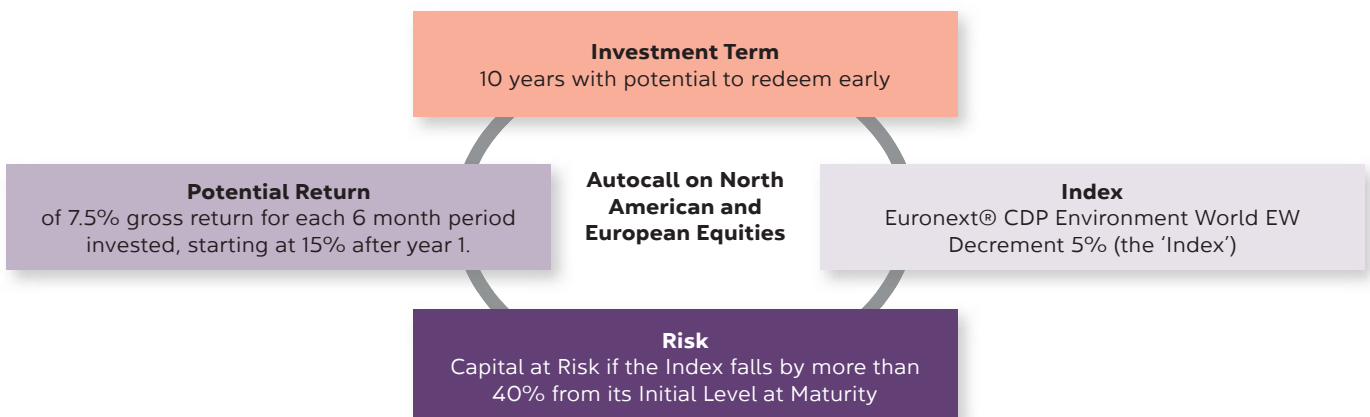 Investment Term
10 years with potential to redeem early
Potential Return
of 7.5% gross return for each 6 month period
invested, starting at 15% after year 1.
Autocall on North
American and
European Equities
Index
Euronext® CDP Environment World EW
Decrement 5% (the ‘Index’)
Risk
Capital at Risk if the Index falls by more than
40% from its Initial Level at Maturity